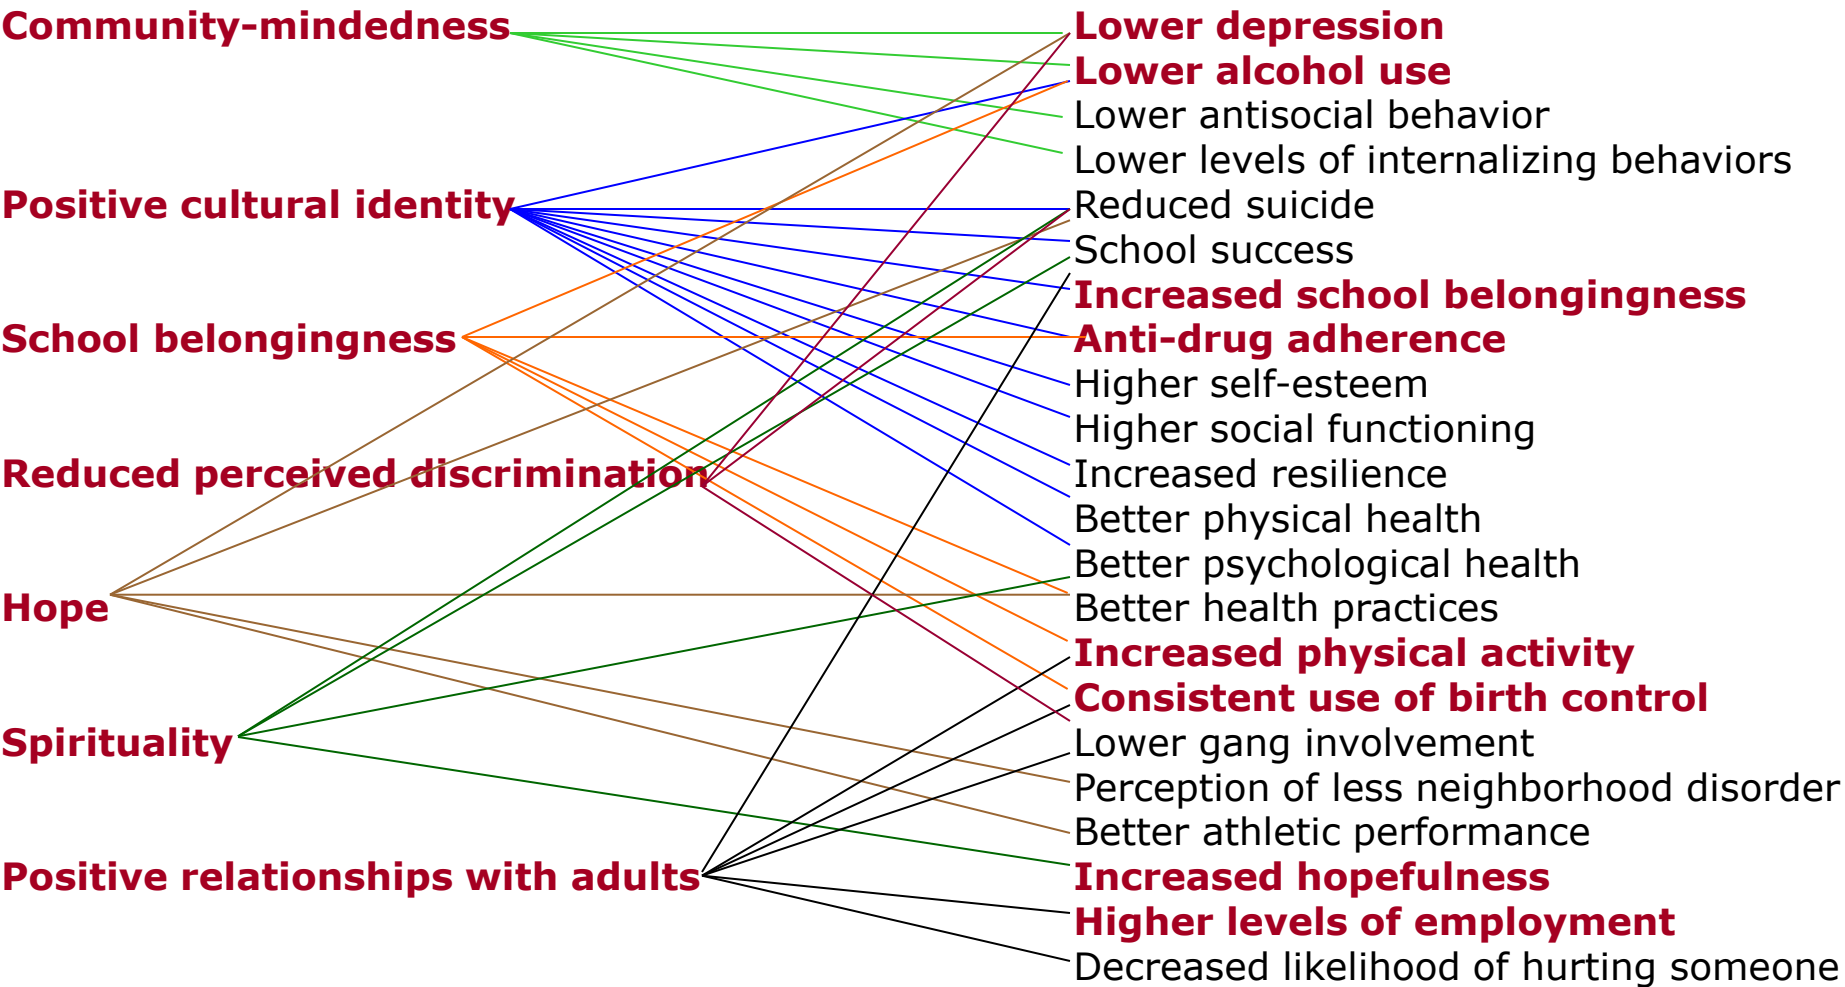 Community-mindedness
Positive cultural identity
School belongingness
Reduced perceived discrimination
Hope
Spirituality
Positive relationships with adults
Lower depression
Lower alcohol use
Lower antisocial behavior
Lower levels of internalizing behaviors
Reduced suicide
School success
Increased school belongingness
Anti-drug adherence
Higher self-esteem
Higher social functioning
Increased resilience
Better physical health
Better psychological health
Better health practices
Increased physical activity
Consistent use of birth control
Lower gang involvement
Perception of less neighborhood disorder
Better athletic performance
Increased hopefulness
Higher levels of employment
Decreased likelihood of hurting someone